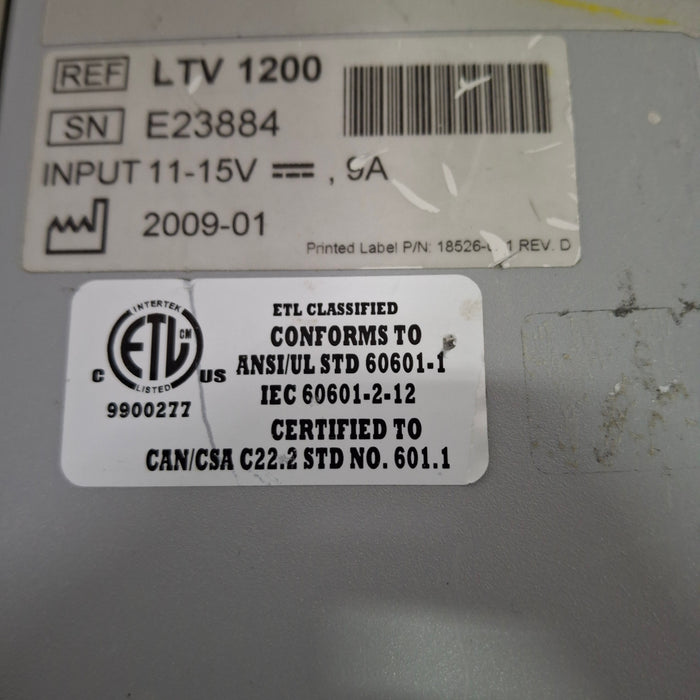 REF LTV 1200
SN E23884
INPUT 11-15V ⎓ , 9A
2009-01
Printed Label P/N: REV. D
INTERTEK
ETL CM
LISTED
C US
9900277
ETL CLASSIFIED
CONFORMS TO
ANSI/UL STD 60601-1
IEC 60601-2-12
CERTIFIED TO
CAN/CSA C22.2 STD NO. 601.1